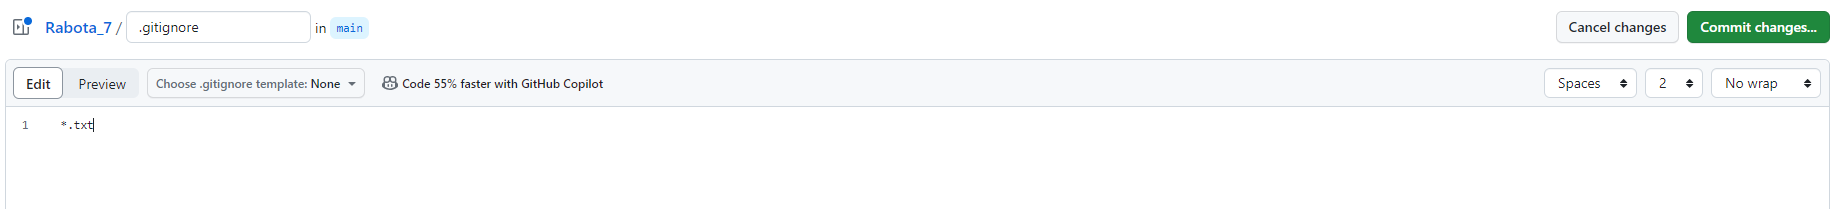 Rabota_7 / .gitignore in main Cancel changes Commit changes...
Edit Preview Choose .gitignore template: None Code 55% faster with GitHub Copilot Spaces 2 No wrap
1 *.txt